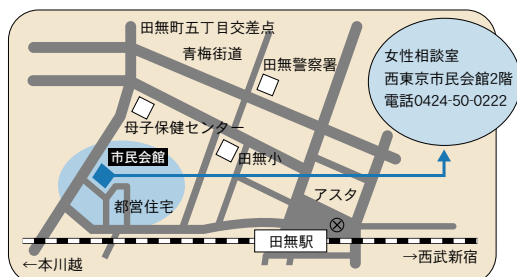 田無町五丁目交差点
青梅街道
田無警察署
女性相談室
西東京市民会館2階
電話0424-50-0222
母子保健センター
市民会館
田無小
アスタ
都営住宅
田無駅
←本川越
→西武新宿